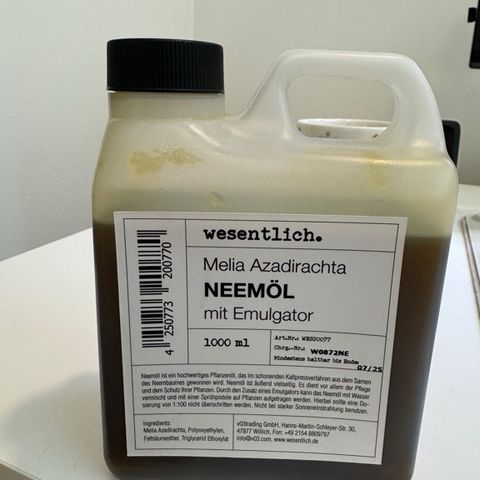 wesentlich.
Melia Azadirachta
NEEMÖL
mit Emulgator
1000 ml
Art.Nr.: WES20077
Chrg.-Nr.: W0872NE
Mindestens haltbar bis Ende:
07/25
4 250773 200770
Neemöl ist ein hochwertiges Pflanzenöl, das im schonenden Kaltpressverfahren aus dem Samen
des Neembaumes gewonnen wird. Neemöl ist äußerst vielseitig. Es dient vor allem der Pflege
und dem Schutz Ihrer Pflanzen. Durch den Zusatz eines Emulgators kann das Neemöl mit Wasser
vermischt und mit einer Sprühpistole auf Pflanzen aufgetragen werden. Hierbei sollte eine Do-
sierung von 1:100 nicht überschritten werden. Nicht bei starker Sonneneinstrahlung benutzen.
Ingredients:
Melia Azadirachta, Polyoxyethylen,
Fettsäureesther, Triglycerid Ethoxylat
v03trading GmbH, Hanns-Martin-Schleyer-Str. 30,
47877 Willich. Fon: +49 2154 8809797
info@v03.com, www.wesentlich.de